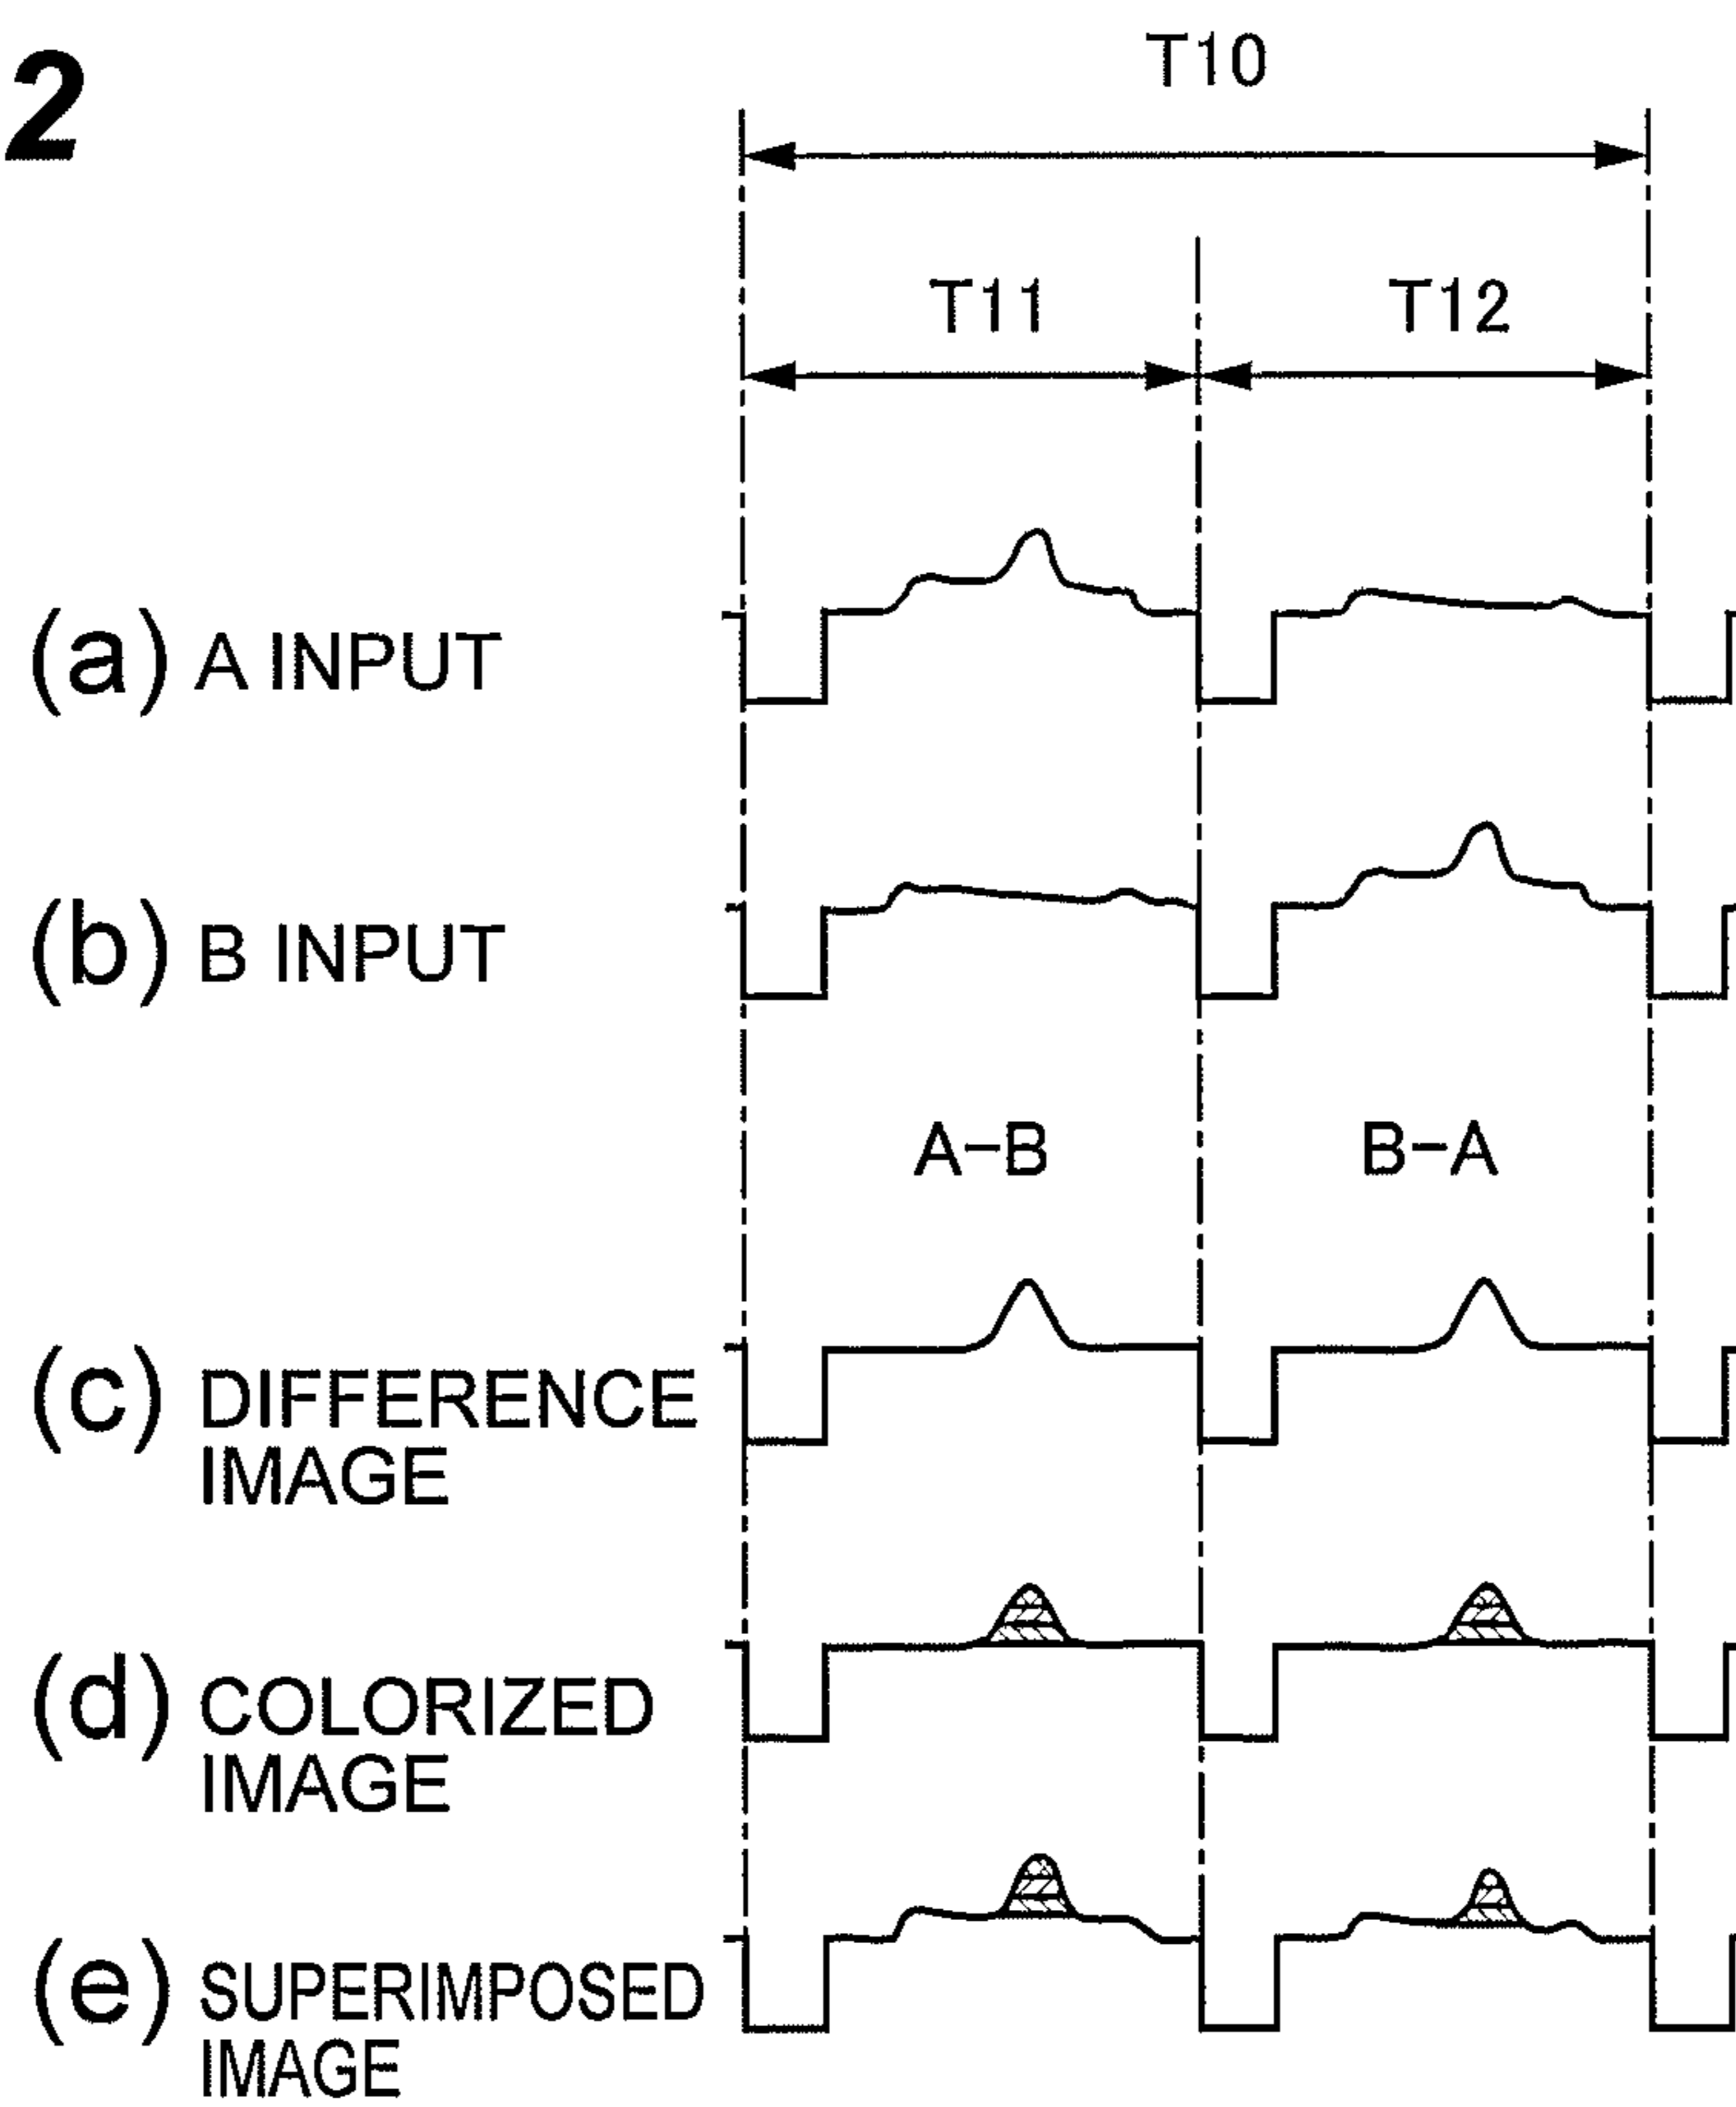 2
T10
T11 T12
(a) A INPUT
(b) B INPUT
A-B B-A
(c) DIFFERENCE
IMAGE
(d) COLORIZED
IMAGE
(e) SUPERIMPOSED
IMAGE